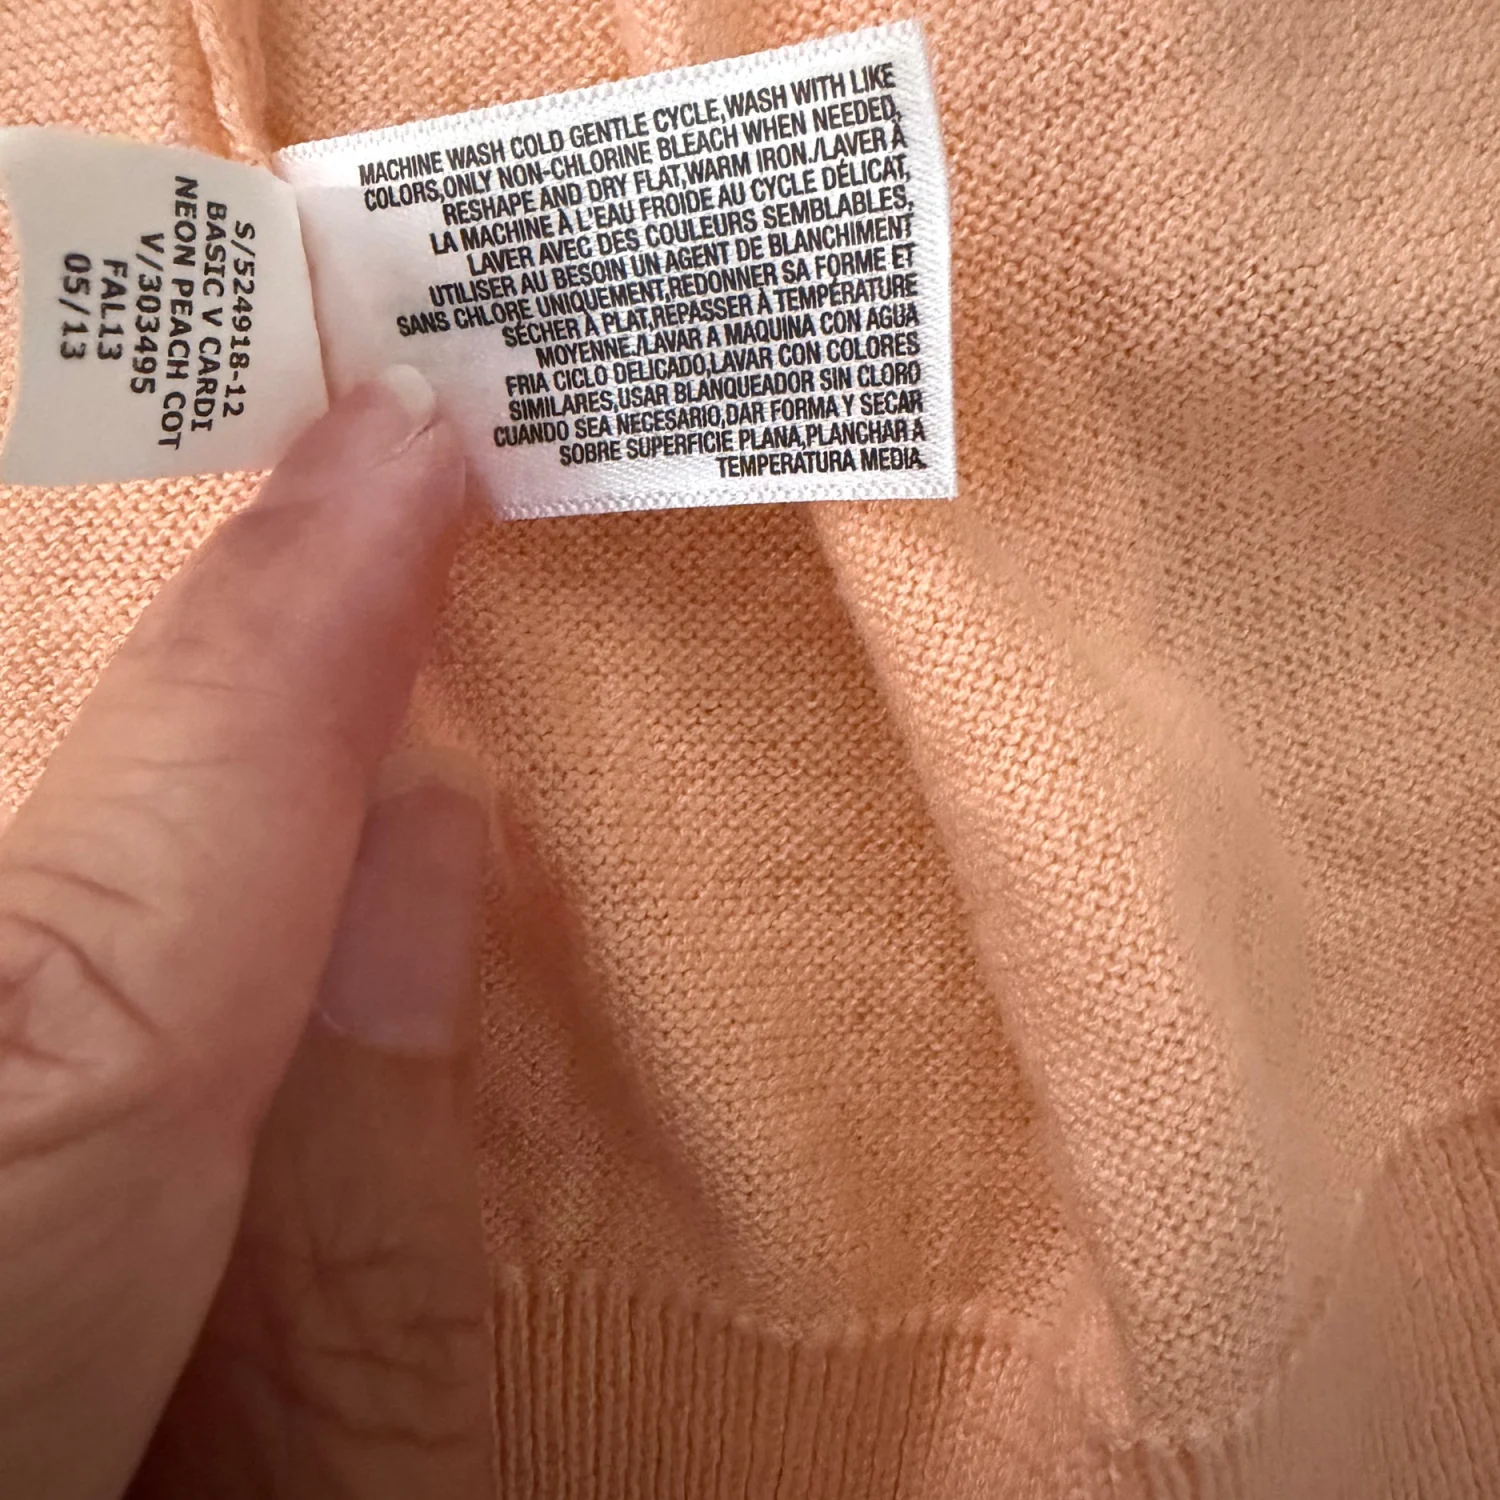 S/524918-12
BASIC V CARDI
NEON PEACH COT
V/303495
FAL13
05/13
MACHINE WASH COLD GENTLE CYCLE,WASH WITH LIKE
COLORS,ONLY NON-CHLORINE BLEACH WHEN NEEDED,
RESHAPE AND DRY FLAT,WARM IRON./LAVER À
LA MACHINE À L'EAU FROIDE AU CYCLE DÉLICAT,
LAVER AVEC DES COULEURS SEMBLABLES,
UTILISER AU BESOIN UN AGENT DE BLANCHIMENT
SANS CHLORE UNIQUEMENT,REDONNER SA FORME ET
SÉCHER À PLAT,REPASSER À TEMPÉRATURE
MOYENNE./LAVAR A MAQUINA CON AGUA
FRIA CICLO DELICADO,LAVAR CON COLORES
SIMILARES,USAR BLANQUEADOR SIN CLORO
CUANDO SEA NECESARIO,DAR FORMA Y SECAR
SOBRE SUPERFICIE PLANA,PLANCHAR A
TEMPERATURA MEDIA.